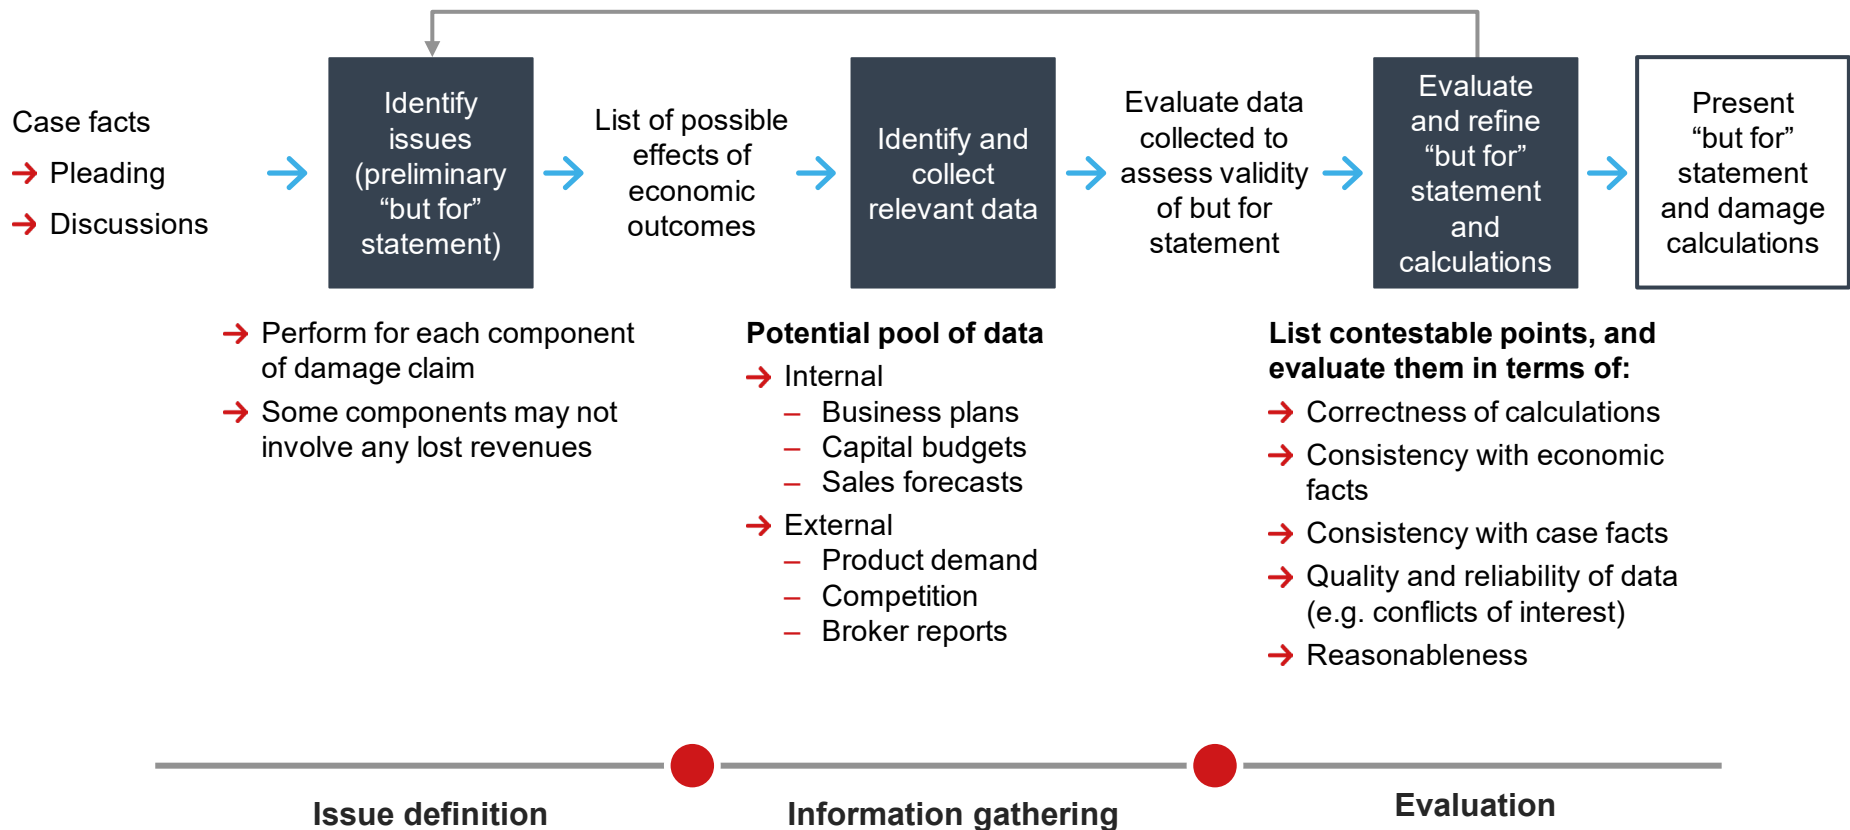 Case facts
Pleading
Discussions
Identify
issues
(preliminary
“but for”
statement)
List of possible
effects of
economic
outcomes
Identify and
collect
relevant data
Evaluate data
collected to
assess validity
of but for
statement
Evaluate
and refine
“but for”
statement
and
calculations
Present
“but for”
statement
and damage
calculations
Perform for each component
of damage claim
Some components may not
involve any lost revenues
Potential pool of data
Internal
– Business plans
– Capital budgets
– Sales forecasts
External
– Product demand
– Competition
– Broker reports
List contestable points, and
evaluate them in terms of:
Correctness of calculations
Consistency with economic
facts
Consistency with case facts
Quality and reliability of data
(e.g. conflicts of interest)
Reasonableness
Issue definition
Information gathering
Evaluation